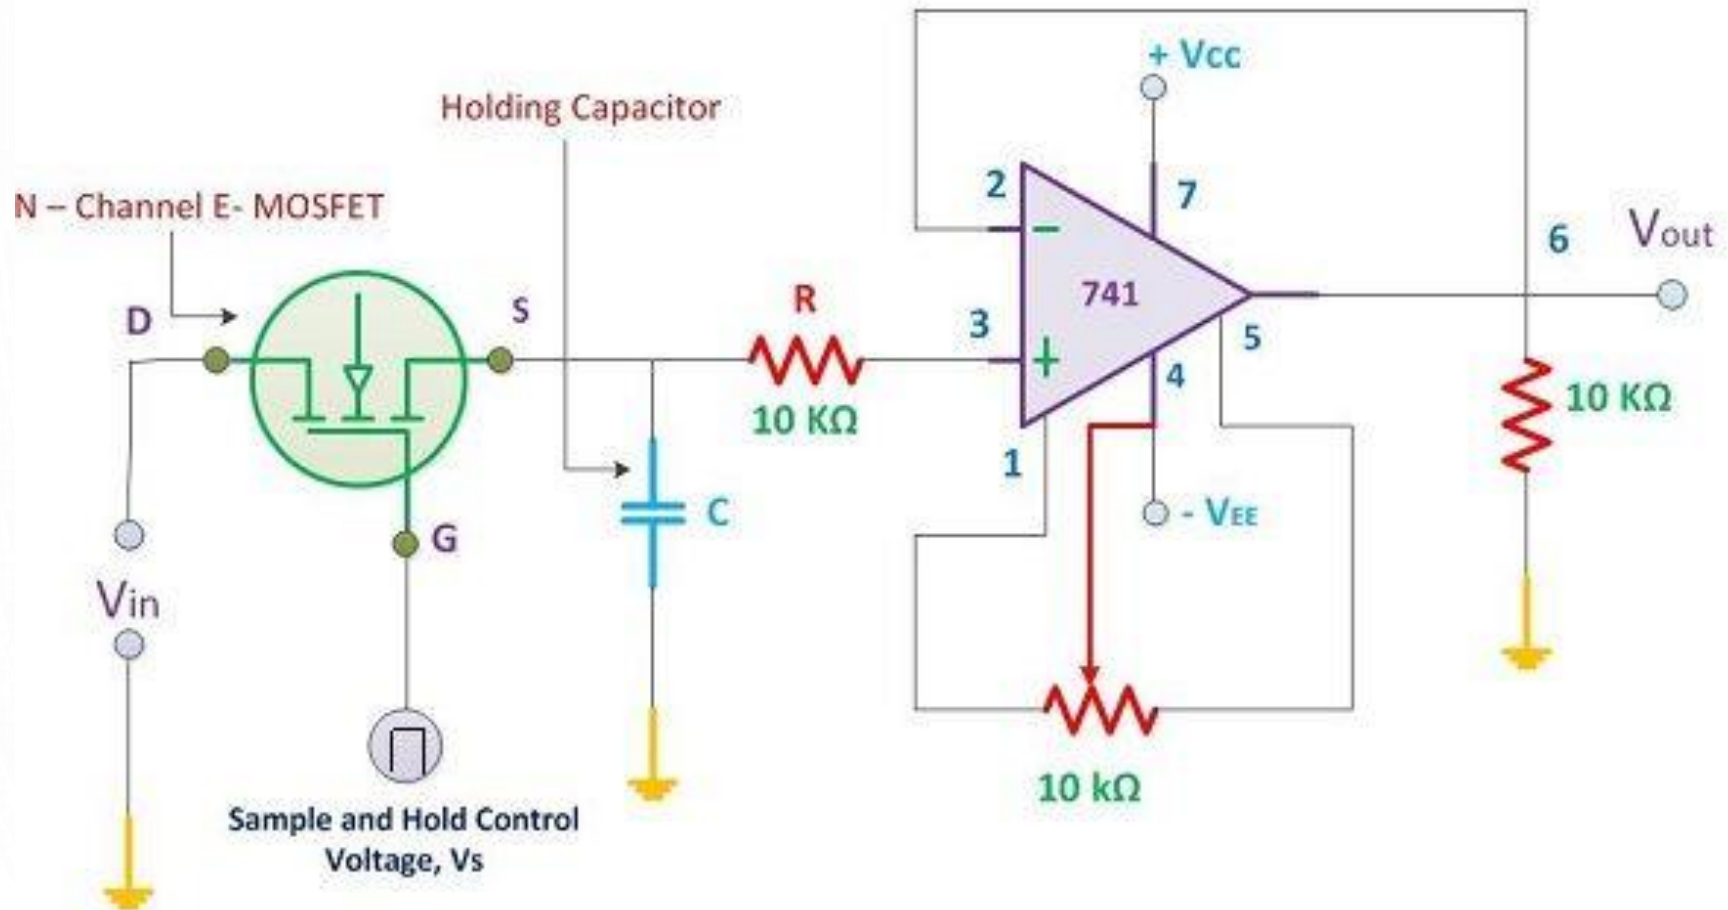 + Vcc
Holding Capacitor
2
7
N – Channel E- MOSFET
6
Vout
−
741
D
S
R
3
+
5
4
10 KΩ
10 KΩ
1
C
- VEE
G
Vin
10 kΩ
Sample and Hold Control
Voltage, Vs